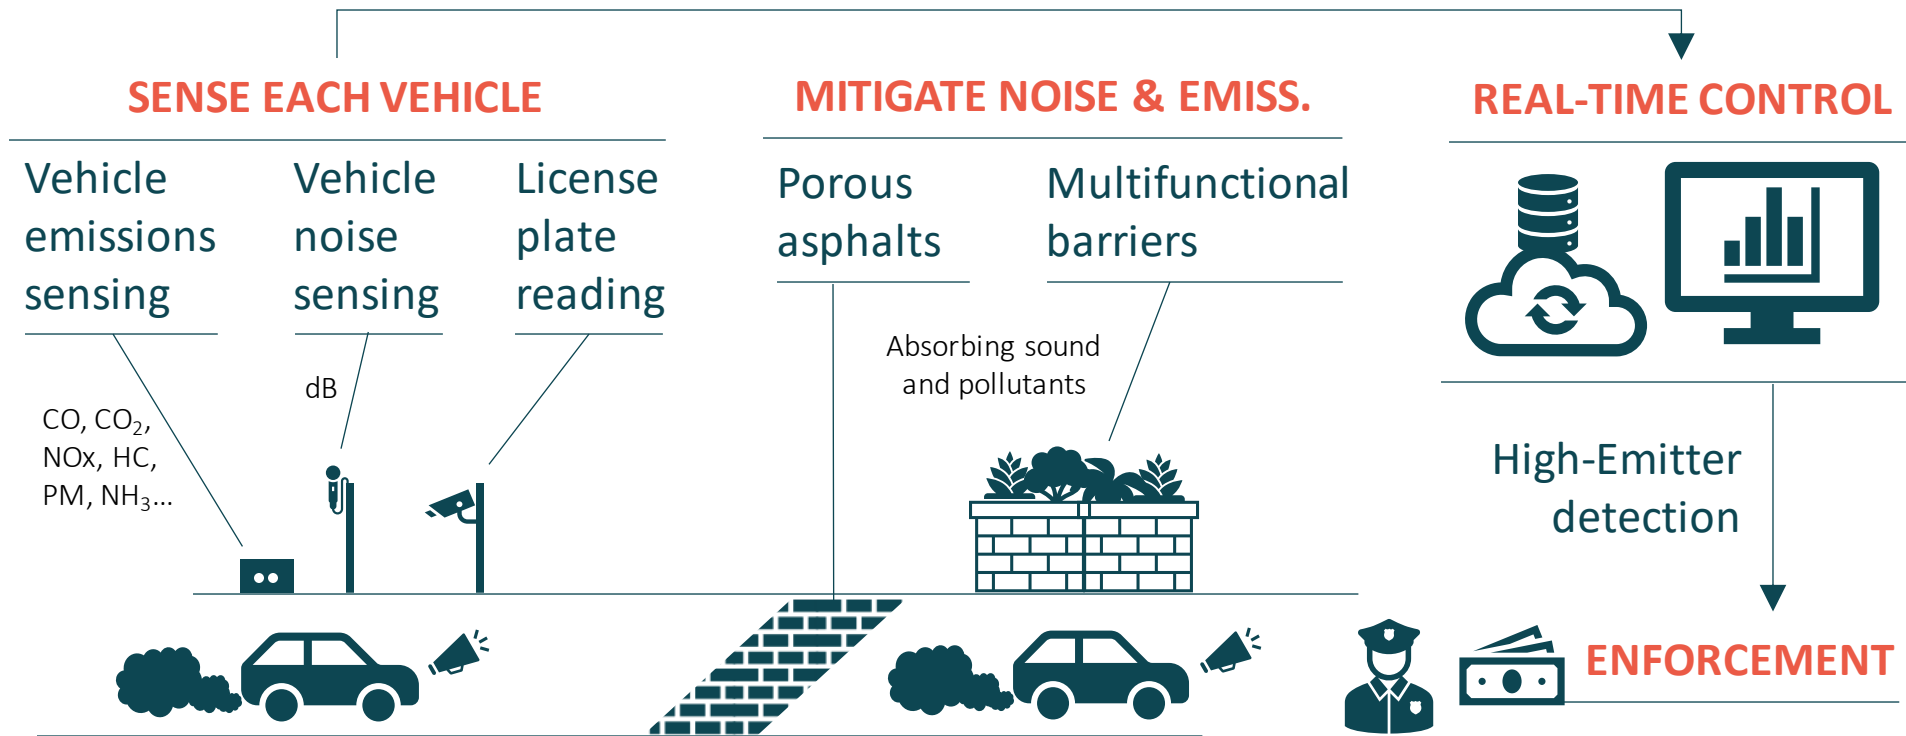 SENSE EACH VEHICLE
Vehicle
emissions
sensing
Vehicle
noise
sensing
License
plate
reading
CO, CO₂,
NOx, HC,
PM, NH₃...
dB
MITIGATE NOISE & EMISS.
Porous
asphalts
Multifunctional
barriers
Absorbing sound
and pollutants
REAL-TIME CONTROL
High-Emitter
detection
ENFORCEMENT